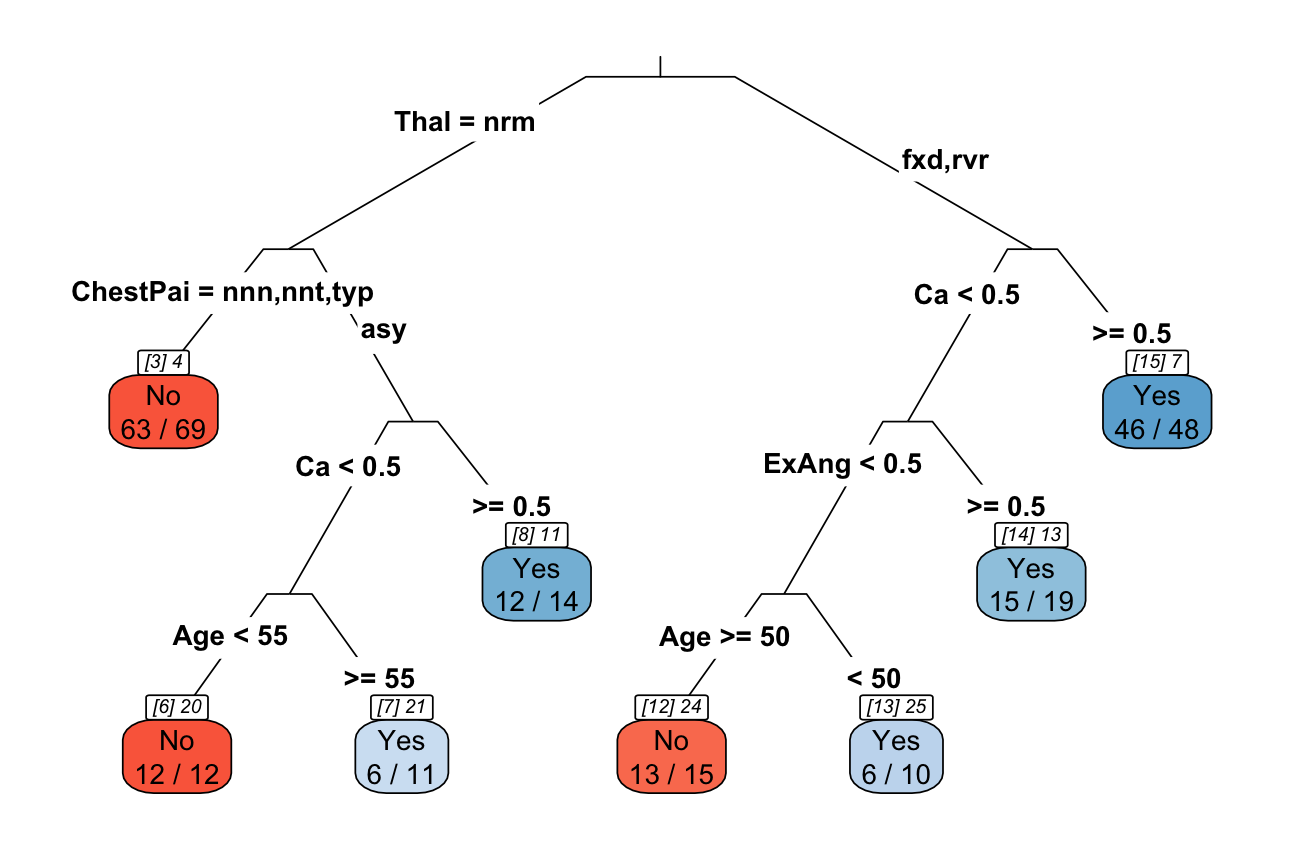 Thal = nrm
fxd,rvr
ChestPai = nnn,nnt,typ
Ca < 0.5
asy
>= 0.5
[3] 4
No
63 / 69
[15] 7
Yes
46 / 48
Ca < 0.5
ExAng < 0.5
>= 0.5
>= 0.5
[8] 11
Yes
12 / 14
[14] 13
Yes
15 / 19
Age < 55
Age >= 50
>= 55
< 50
[6] 20
No
12 / 12
[7] 21
Yes
6 / 11
[12] 24
No
13 / 15
[13] 25
Yes
6 / 10